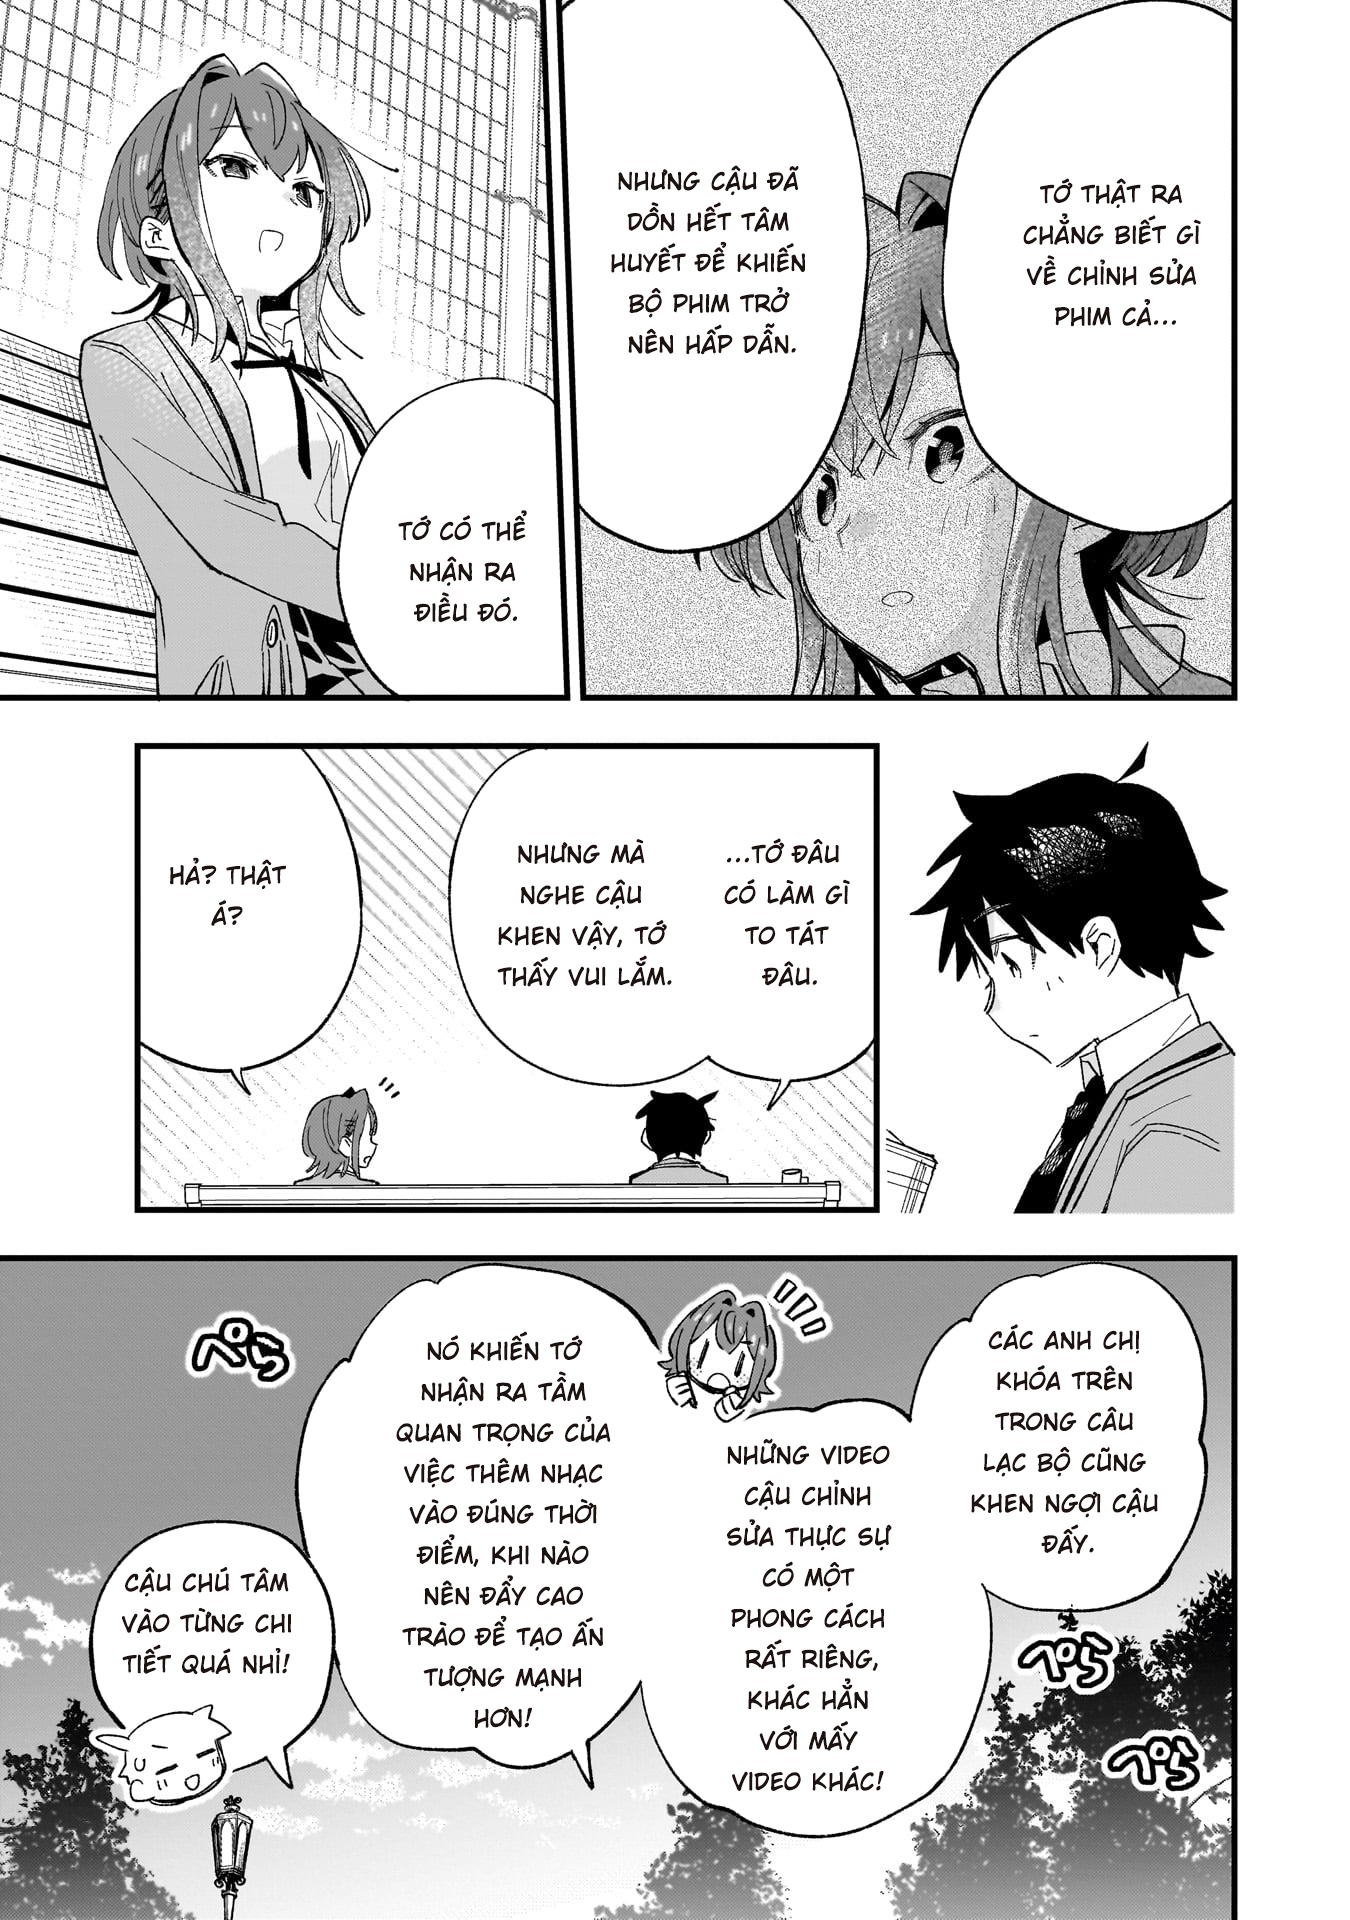 TỚ THẬT RA
CHẲNG BIẾT GÌ
VỀ CHỈNH SỬA
PHIM CẢ...
NHƯNG CẬU ĐÃ
DỒN HẾT TÂM
HUYẾT ĐỂ KHIẾN
BỘ PHIM TRỞ
NÊN HẤP DẪN.
TỚ CÓ THỂ
NHẬN RA
ĐIỀU ĐÓ.
...TỚ ĐÂU
CÓ LÀM GÌ
TO TÁT
ĐÂU.
NHƯNG MÀ
NGHE CẬU
KHEN VẬY, TỚ
THẤY VUI LẮM.
HẢ? THẬT
Á?
CÁC ANH CHỊ
KHÓA TRÊN
TRONG CÂU
LẠC BỘ CŨNG
KHEN NGỢI CẬU
ĐẤY.
NHỮNG VIDEO
CẬU CHỈNH
SỬA THỰC SỰ
CÓ MỘT
PHONG CÁCH
RẤT RIÊNG,
KHÁC HẲN
VỚI MẤY
VIDEO KHÁC!
NÓ KHIẾN TỚ
NHẬN RA TẦM
QUAN TRỌNG CỦA
VIỆC THÊM NHẠC
VÀO ĐÚNG THỜI
ĐIỂM, KHI NÀO
NÊN ĐẨY CAO
TRÀO ĐỂ TẠO ẤN
TƯỢNG MẠNH
HƠN!
CẬU CHÚ TÂM
VÀO TỪNG CHI
TIẾT QUÁ NHỈ!
ぺら
ぺら
ぺら